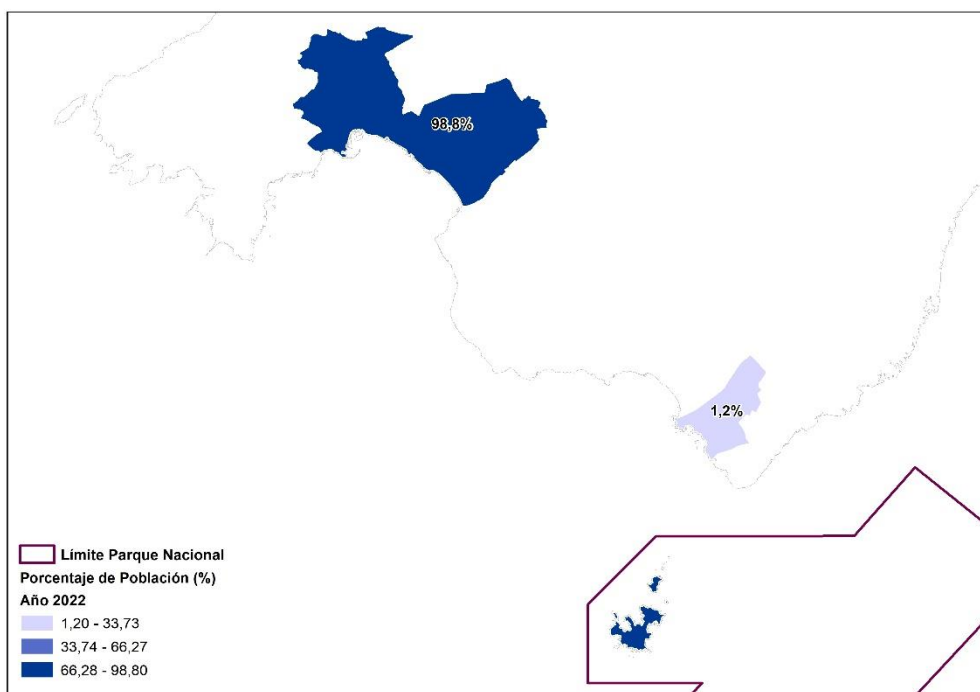 98,8%
1,2%
Límite Parque Nacional
Porcentaje de Población (%)
Año 2022
1,20 - 33,73
33,74 - 66,27
66,28 - 98,80